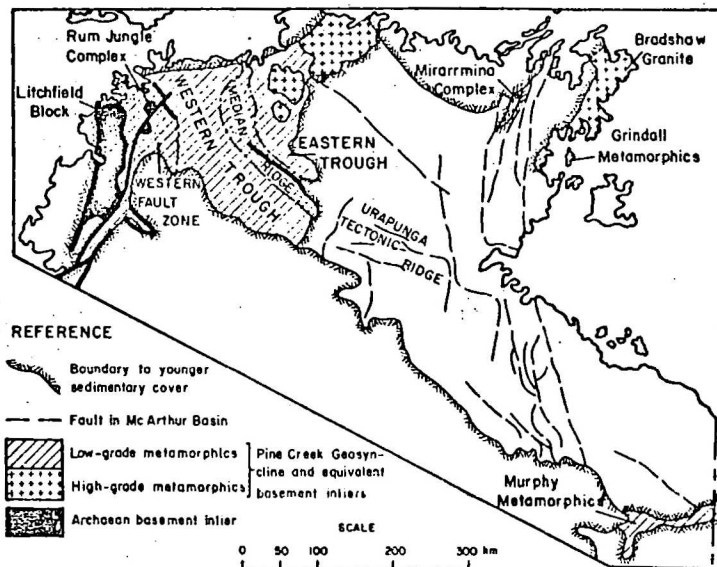 Rum Jungle
Complex
Litchfield
Block
WESTERN
TROUGH
MEDIAN
RIDGE
WESTERN
FAULT
ZONE
EASTERN
TROUGH
Mirarrmina
Complex
Bradshaw
Granite
Grindall
Metamorphics
URAPUNGA
TECTONIC
RIDGE
Murphy
Metamorphics
REFERENCE
Boundary to younger
sedimentary cover
Fault in McArthur Basin
Low-grade metamorphics
High-grade metamorphics
Pine Creek Geosyn-
cline and equivalent
basement inliers
Archaean basement inlier
SCALE
0 50 100 200 300 km